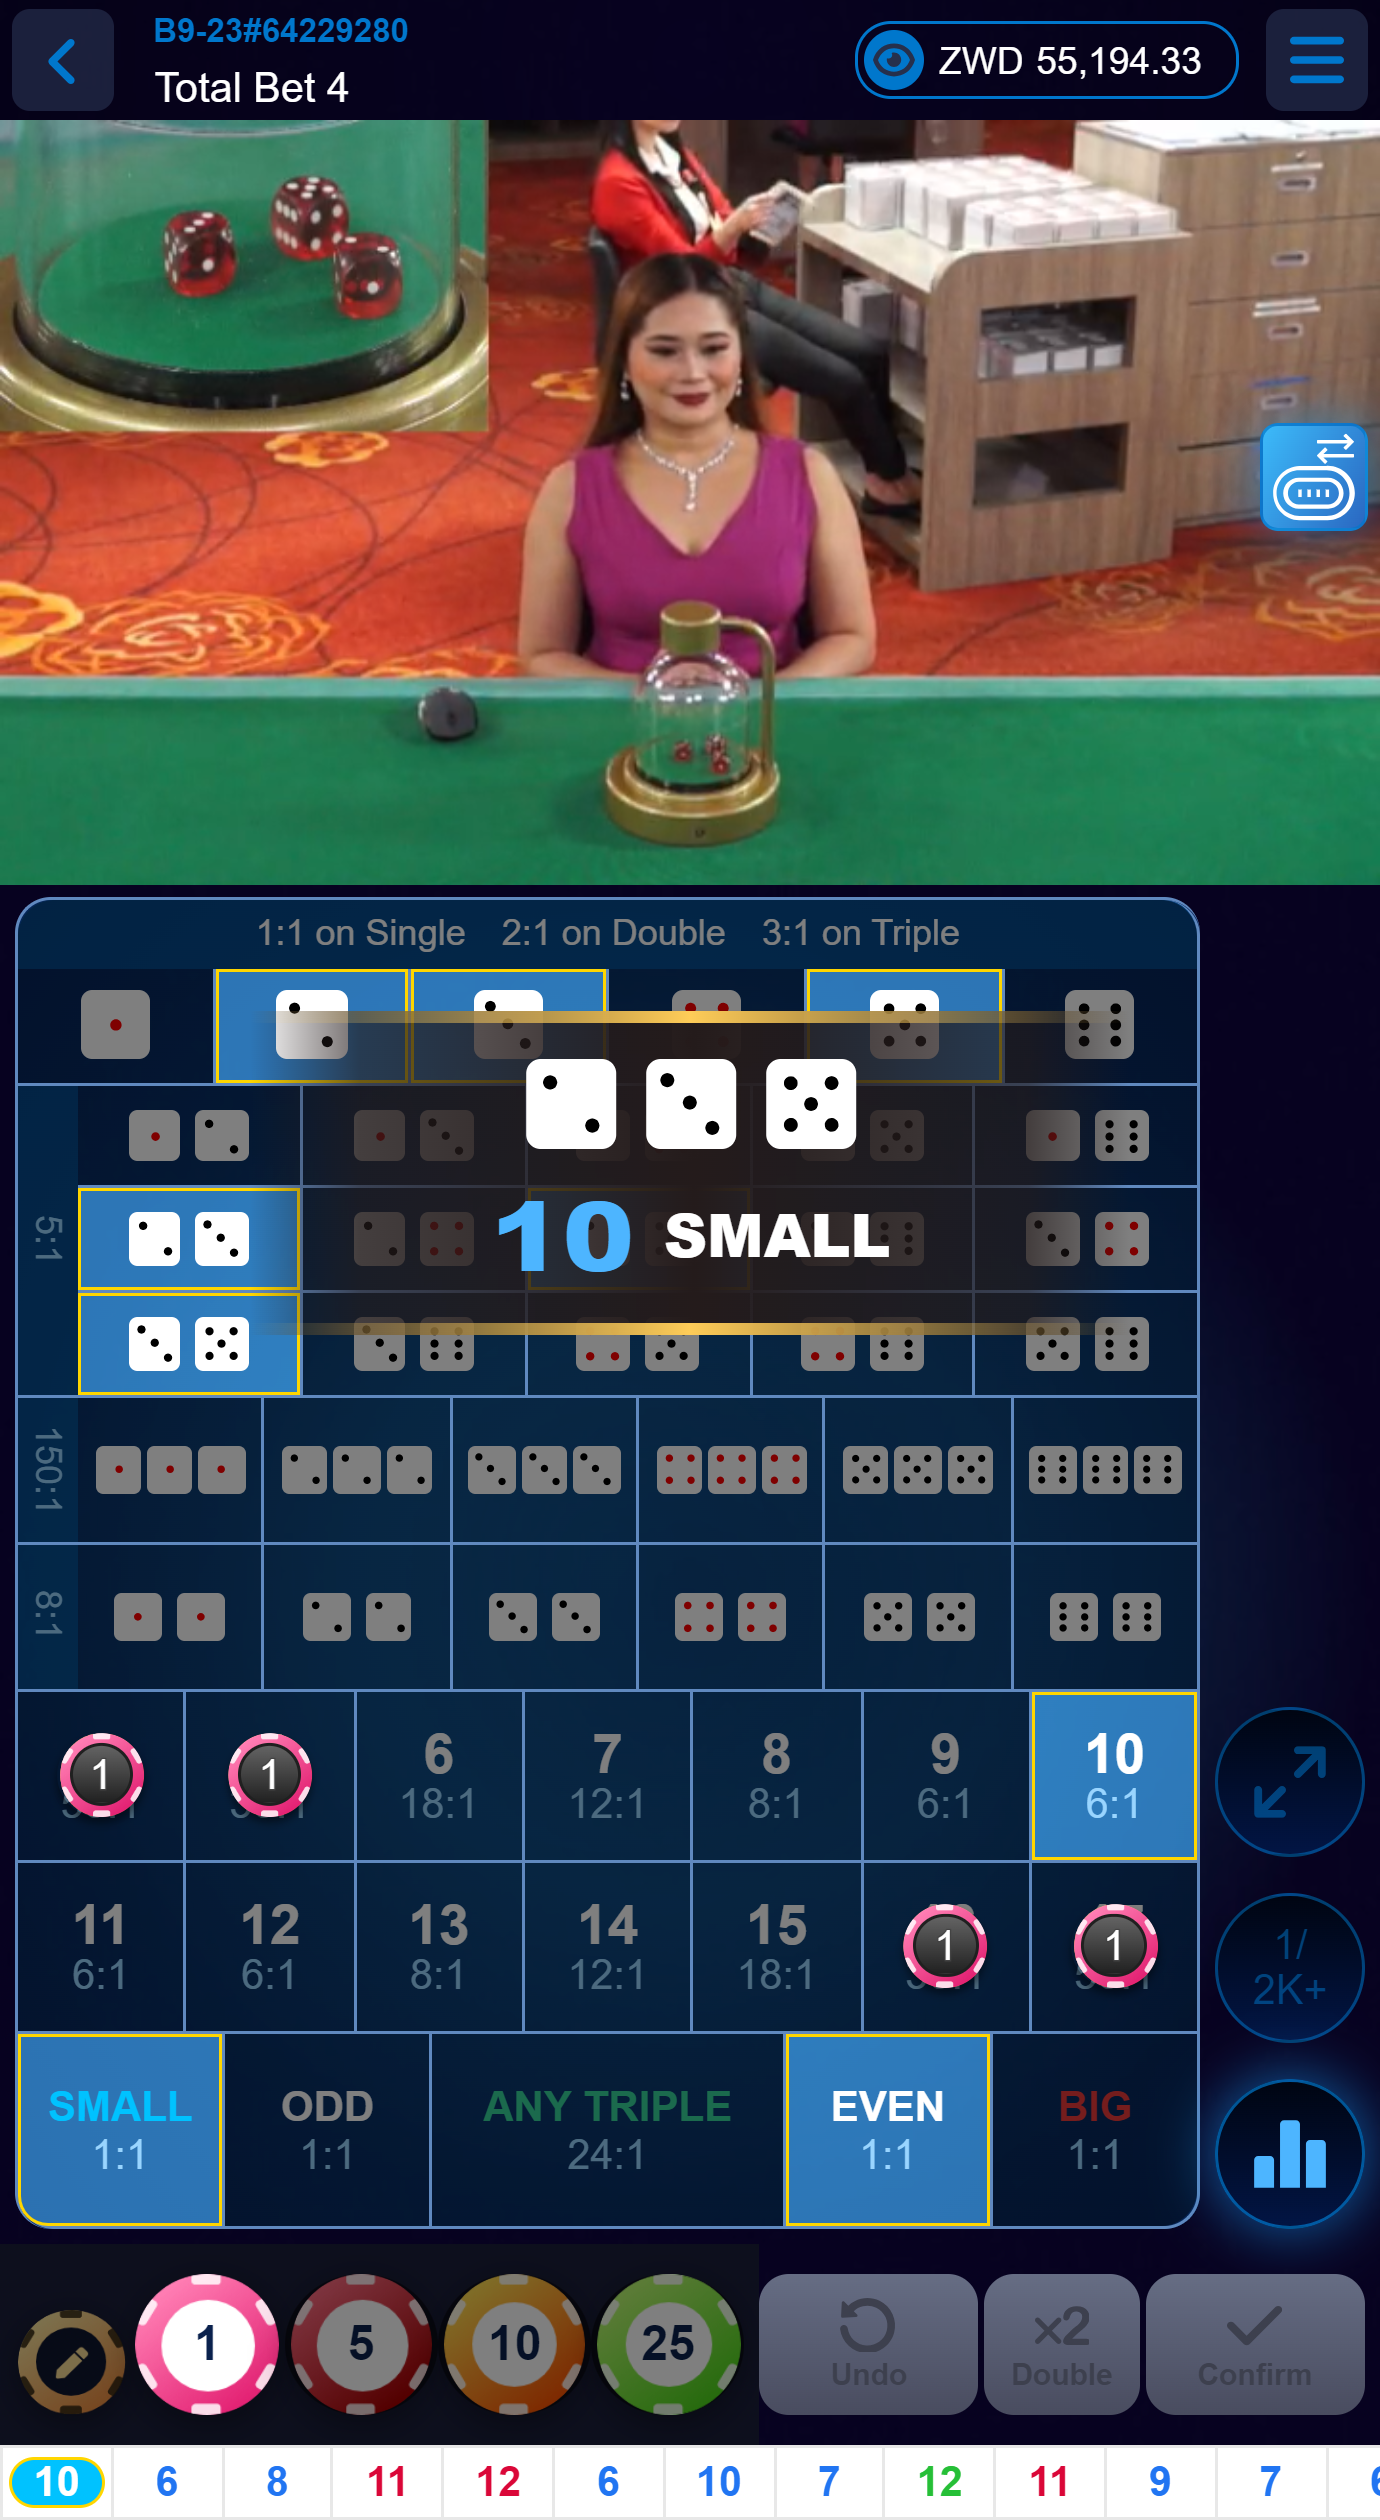 B9-23#64229280
Total Bet 4
ZWD 55,194.33
1:1 on Single 2:1 on Double 3:1 on Triple
10 SMALL
5:1
150:1
8:1
1 1 6 7 8 9 10
18:1 12:1 8:1 6:1 6:1
11 12 13 14 15 1 1
6:1 6:1 8:1 12:1 18:1
SMALL ODD ANY TRIPLE EVEN BIG
1:1 1:1 24:1 1:1 1:1
1/
2K+
1 5 10 25
Undo
x2
Double
Confirm
10 6 8 11 12 6 10 7 12 11 9 7